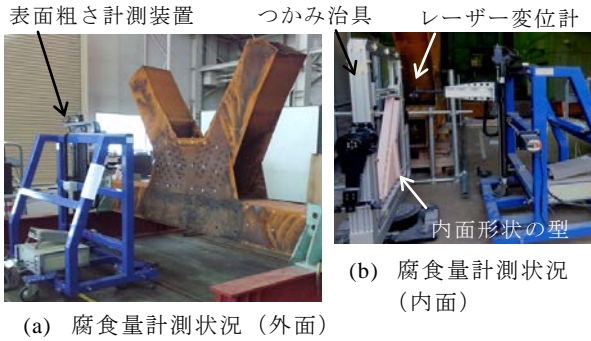 表面粗さ計測装置
つかみ治具
レーザー変位計
内面形状の型
(a) 腐食量計測状況（外面）
(b) 腐食量計測状況
（内面）